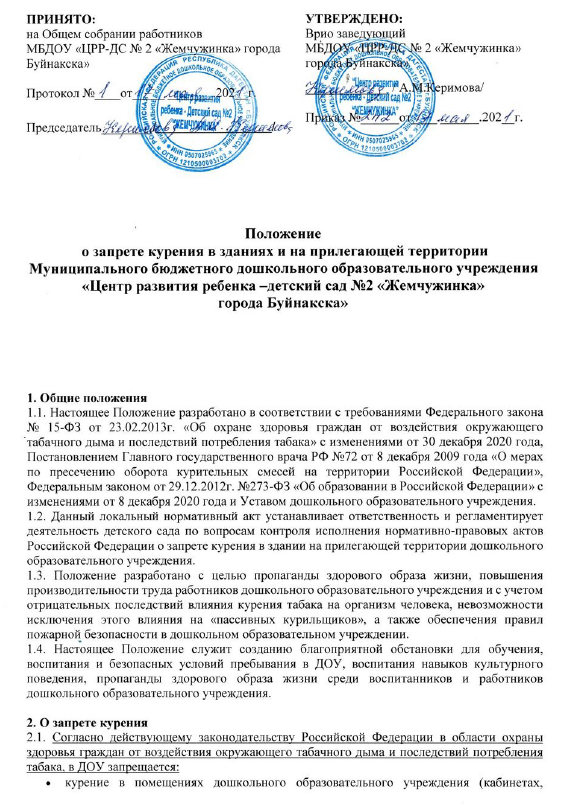 ПРИНЯТО:
на Общем собрании работников
МБДОУ «ЦРР-ДС № 2 «Жемчужинка» города
Буйнакска»
Протокол № 1 от 2021 г.
Председатель
УТВЕРЖДЕНО:
Врио заведующий
МБДОУ «ЦРР-ДС № 2 «Жемчужинка»
города Буйнакска»
А.М.Керимова/
Приказ № от мая 2021 г.
"Центр развития
ребенка - Детский сад №2
"ЖЕМЧУЖИНКА"
Положение
о запрете курения в зданиях и на прилегающей территории
Муниципального бюджетного дошкольного образовательного учреждения
«Центр развития ребенка –детский сад №2 «Жемчужинка»
города Буйнакска»
1. Общие положения
1.1. Настоящее Положение разработано в соответствии с требованиями Федерального закона
№ 15-ФЗ от 23.02.2013г. «Об охране здоровья граждан от воздействия окружающего
табачного дыма и последствий потребления табака» с изменениями от 30 декабря 2020 года,
Постановлением Главного государственного врача РФ №72 от 8 декабря 2009 года «О мерах
по пресечению оборота курительных смесей на территории Российской Федерации»,
Федеральным законом от 29.12.2012г. №273-ФЗ «Об образовании в Российской Федерации» с
изменениями от 8 декабря 2020 и Уставом дошкольного образовательного учреждения.
1.2. Данный локальный нормативный акт устанавливает ответственность и регламентирует
деятельность детского сада по вопросам контроля исполнения нормативно-правовых актов
Российской Федерации о запрете курения в здании на прилегающей территории дошкольного
образовательного учреждения.
1.3. Положение разработано с целью пропаганды здорового образа жизни, повышения
производительности труда работников дошкольного образовательного учреждения и с учетом
отрицательных последствий влияния курения табака на организм человека, невозможности
исключения этого влияния на «пассивных курильщиков», а также обеспечения правил
пожарной безопасности в дошкольном образовательном учреждении.
1.4. Настоящее Положение служит созданию благоприятной обстановки для обучения,
воспитания и безопасных условий пребывания в ДОУ, воспитания навыков культурного
поведения, пропаганды здорового образа жизни среди воспитанников и работников
дошкольного образовательного учреждения.
2. О запрете курения
2.1. Согласно действующему законодательству Российской Федерации в области охраны
здоровья граждан от воздействия окружающего табачного дыма и последствий потребления
табака, в ДОУ запрещается:
• курение в помещениях дошкольного образовательного учреждения (кабинетах,